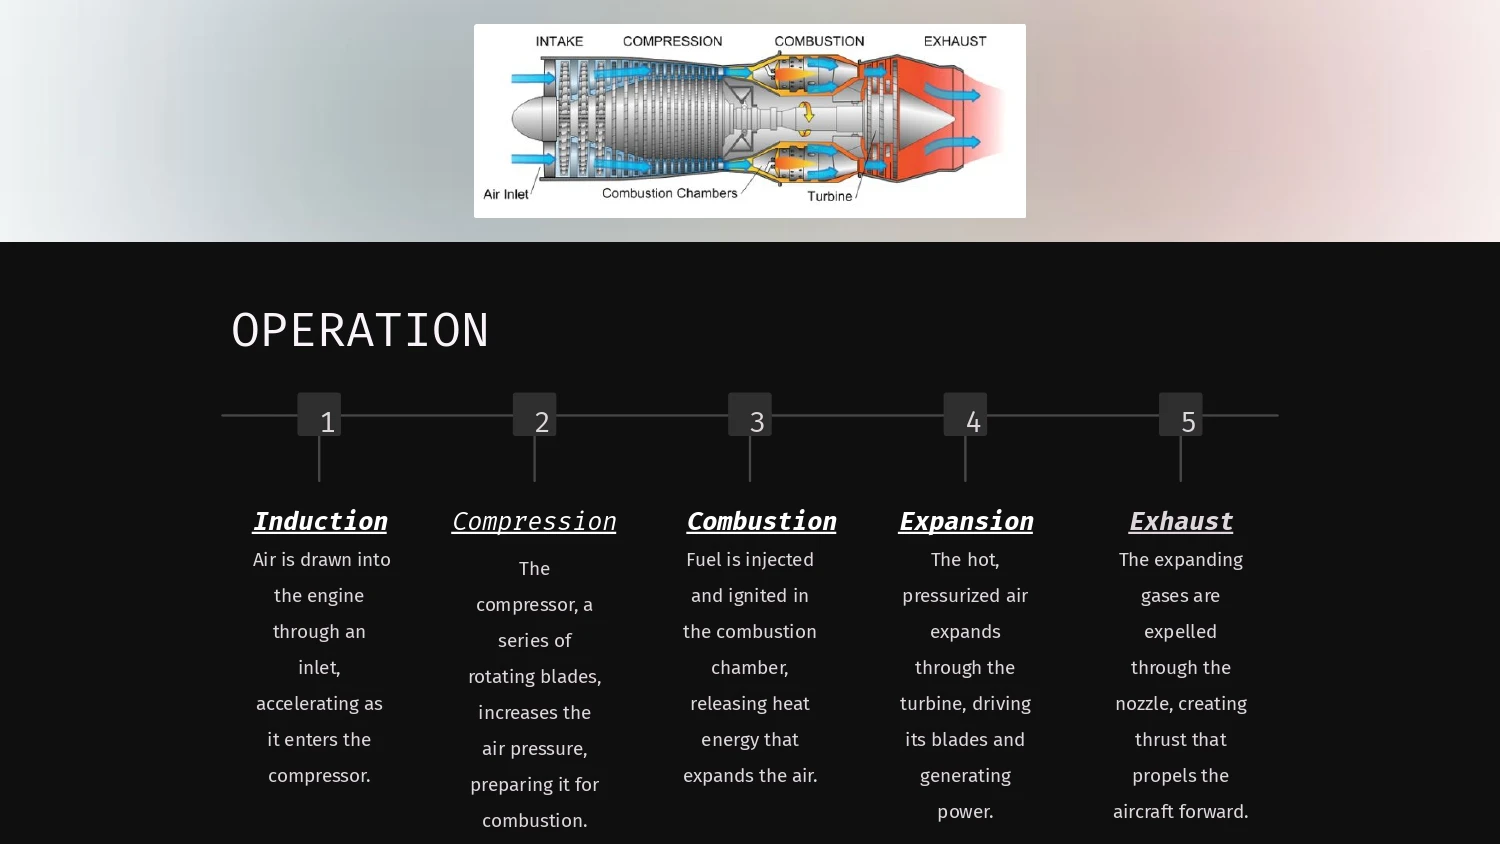 INTAKE COMPRESSION COMBUSTION EXHAUST
Air Inlet
Combustion Chambers
Turbine
OPERATION
1
2
3
4
5
Induction
Air is drawn into
the engine
through an
inlet,
accelerating as
it enters the
compressor.
Compression
The
compressor, a
series of
rotating blades,
increases the
air pressure,
preparing it for
combustion.
Combustion
Fuel is injected
and ignited in
the combustion
chamber,
releasing heat
energy that
expands the air.
Expansion
The hot,
pressurized air
expands
through the
turbine, driving
its blades and
generating
power.
Exhaust
The expanding
gases are
expelled
through the
nozzle, creating
thrust that
propels the
aircraft forward.